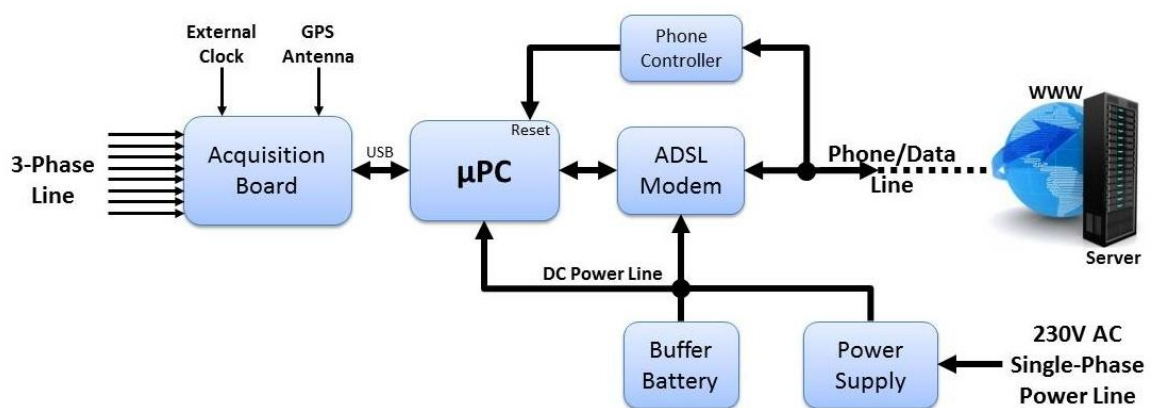 External
Clock
GPS
Antenna
Phone
Controller
WWW
3-Phase
Line
Acquisition
Board
USB
Reset
µPC
ADSL
Modem
Phone/Data
Line
Server
DC Power Line
Buffer
Battery
Power
Supply
230V AC
Single-Phase
Power Line